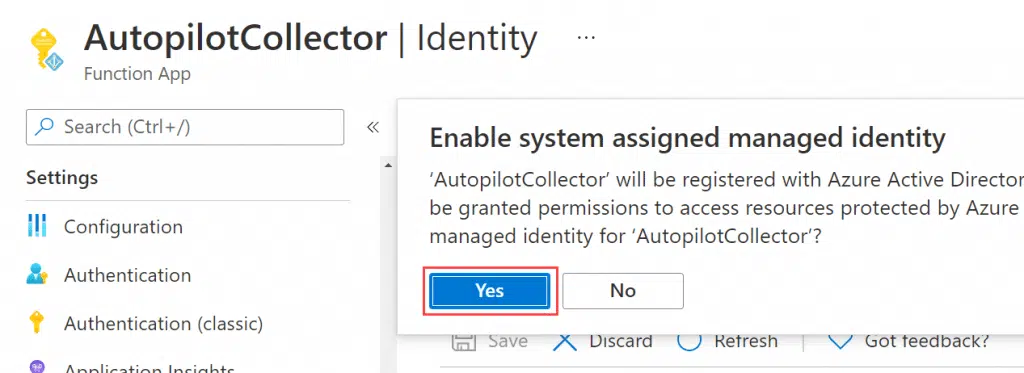 AutopilotCollector | Identity ...
Function App
Search (Ctrl+/)
«
Settings
Configuration
Authentication
Authentication (classic)
Application Insights
Enable system assigned managed identity
‘AutopilotCollector’ will be registered with Azure Active Director
be granted permissions to access resources protected by Azure
managed identity for ‘AutopilotCollector’?
Yes No
Save Discard Refresh Got feedback?